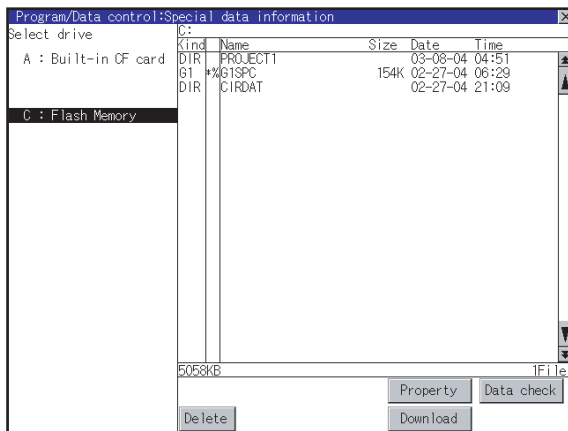 Program/Data control:Special data information
Select drive
A : Built-in CF card
C : Flash Memory
C:
Kind Name Size Date Time
DIR PROJECT1 03-08-04 04:51
G1 *%G1SPC 154K 02-27-04 06:29
DIR CIRDAT 02-27-04 21:09
5058KB 1File
Property Data check
Delete Download